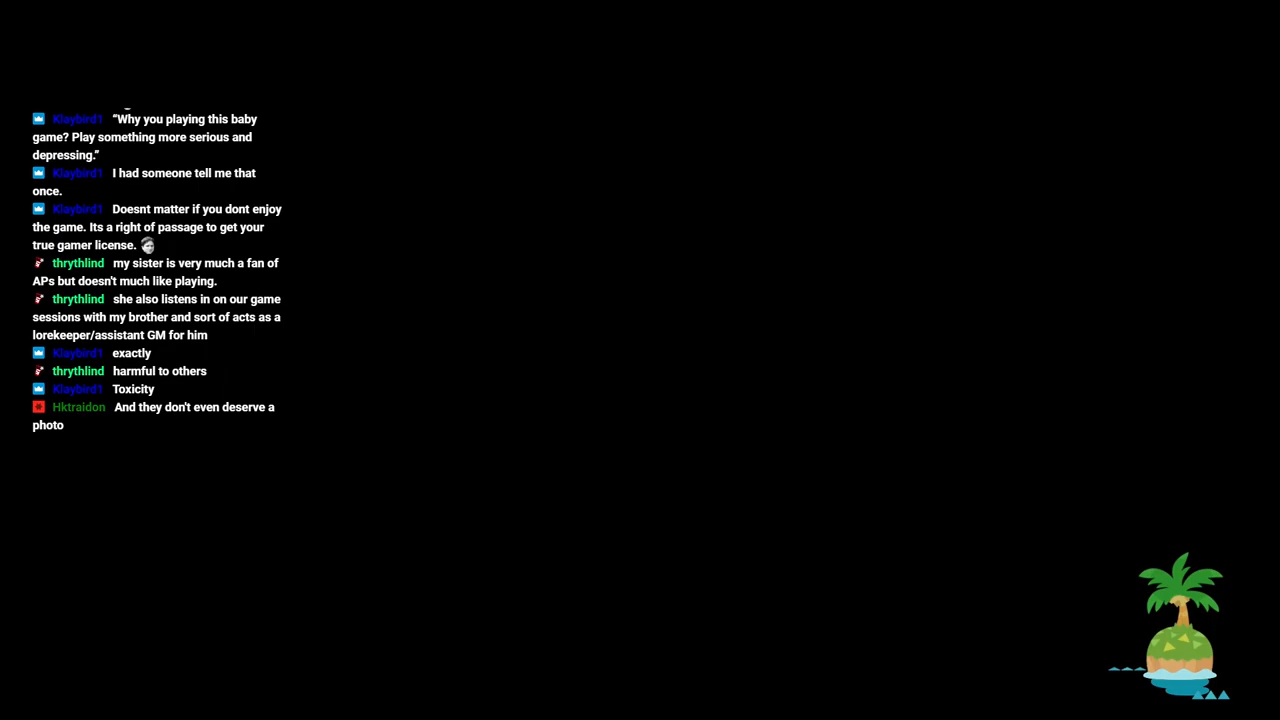 Klaybird1 “Why you playing this baby
game? Play something more serious and
depressing.”
Klaybird1 I had someone tell me that
once.
Klaybird1 Doesnt matter if you dont enjoy
the game. Its a right of passage to get your
true gamer license.
thrythlind my sister is very much a fan of
APs but doesn't much like playing.
thrythlind she also listens in on our game
sessions with my brother and sort of acts as a
lorekeeper/assistant GM for him
Klaybird1 exactly
thrythlind harmful to others
Klaybird1 Toxicity
Hktraidon And they don't even deserve a
photo